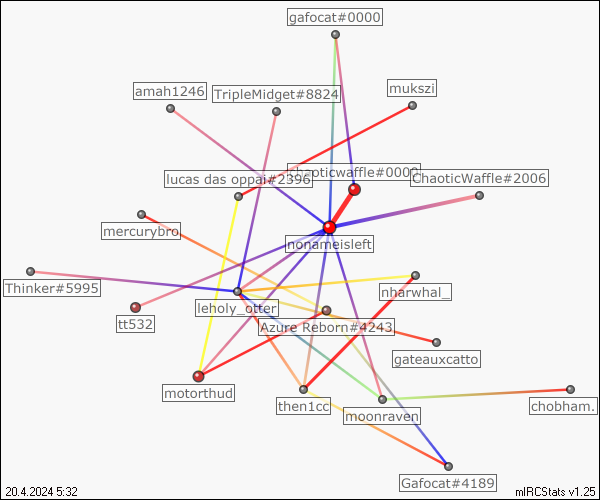 gafocat#0000
amah1246
TripleMidget#8824
mukszi
lucas das oppai#2396
chaoticwaffle#0000
ChaoticWaffle#2006
mercurybro
nonameisleft
Thinker#5995
tt532
leholy_otter
nharwhal_
Azure Reborn#4243
gateauxcatto
motorthud
then1cc
moonraven
chobham.
Gafocat#4189
20.4.2024 5:32
mIRCStats v1.25